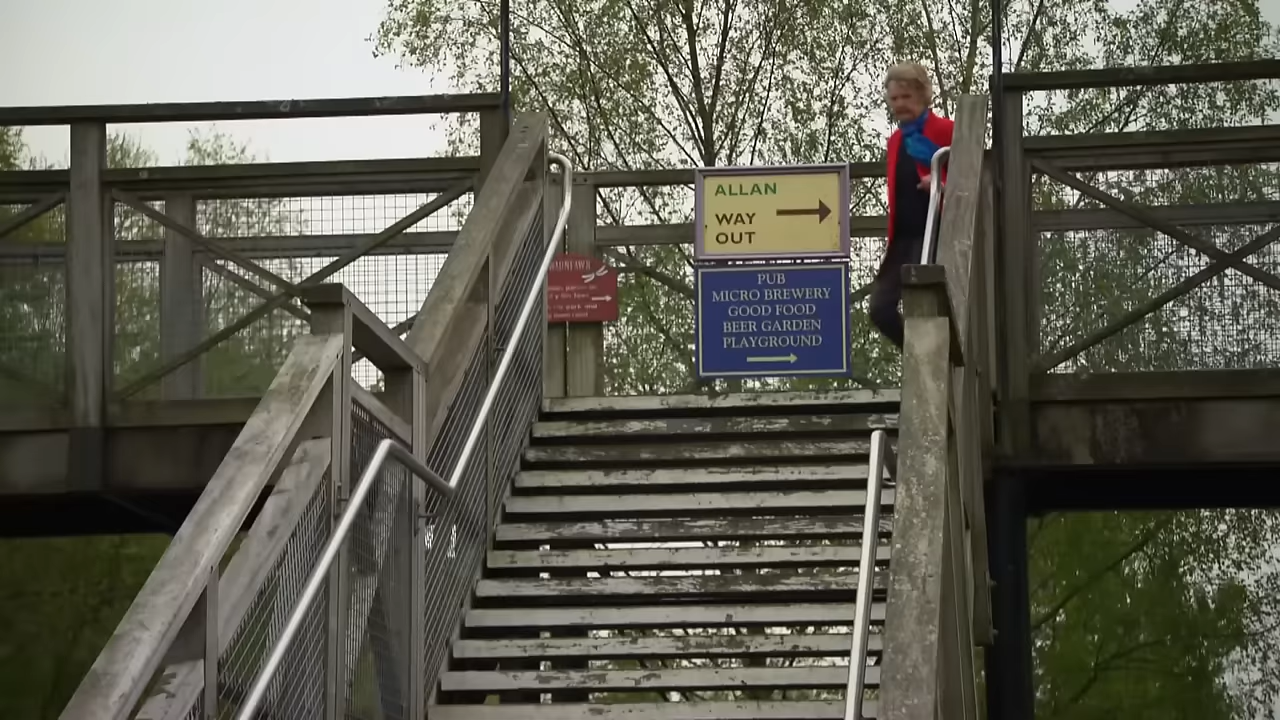 ALLAN
WAY
OUT
PUB
MICRO BREWERY
GOOD FOOD
BEER GARDEN
PLAYGROUND